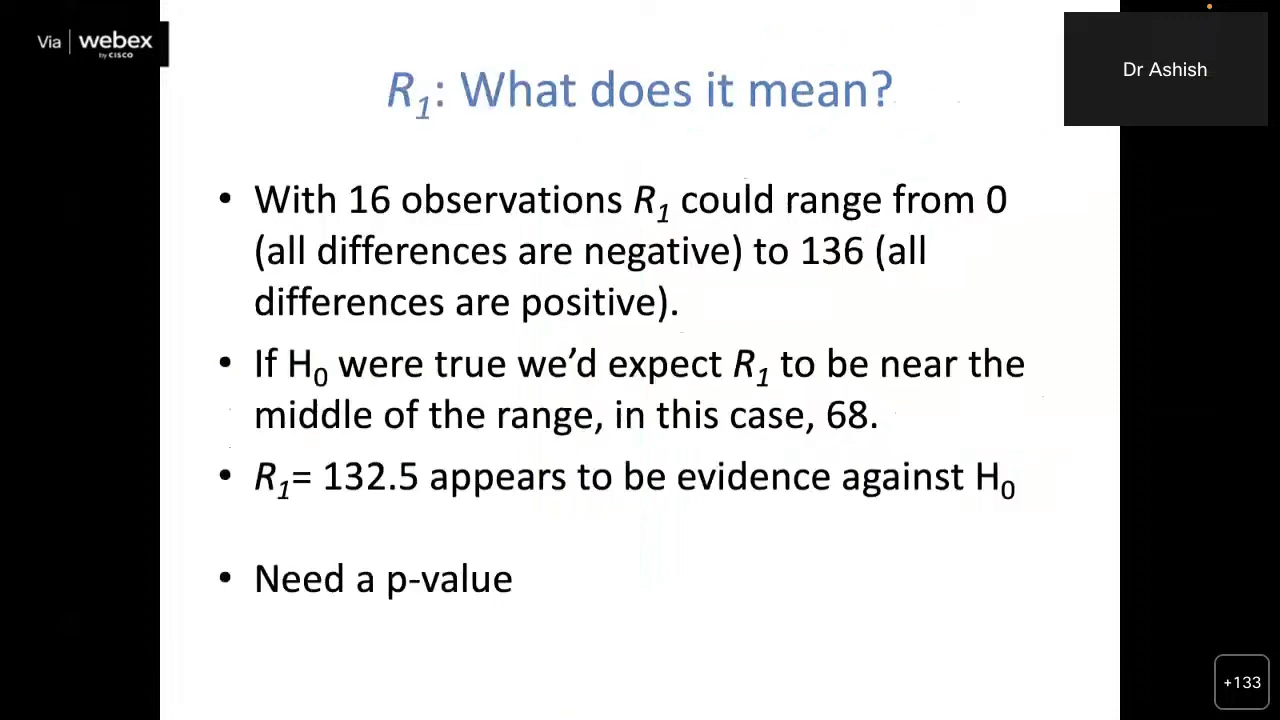 Via | webex
by CISCO
Dr Ashish
R1: What does it mean?
• With 16 observations R1 could range from 0
(all differences are negative) to 136 (all
differences are positive).
• If H0 were true we’d expect R1 to be near the
middle of the range, in this case, 68.
• R1= 132.5 appears to be evidence against H0
• Need a p-value
+133